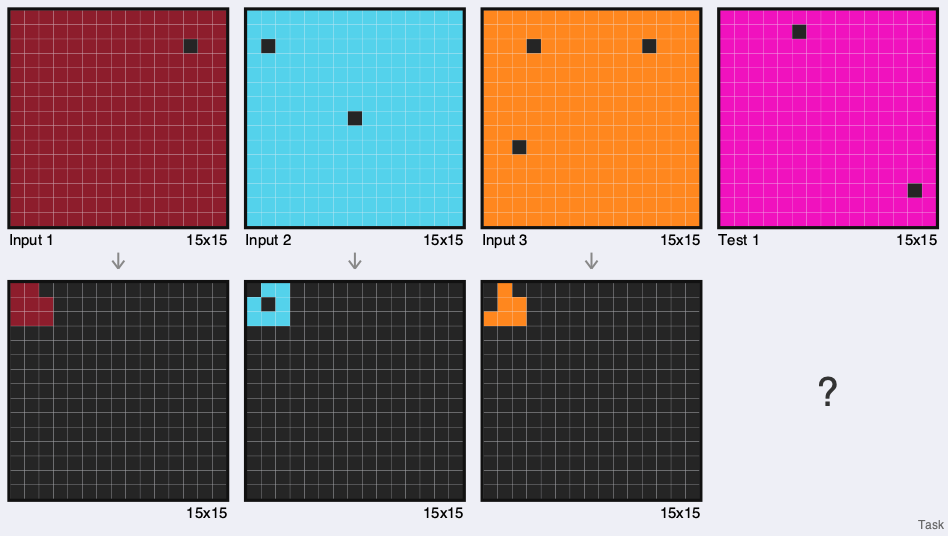 Input 1 15x15
Input 2 15x15
Input 3 15x15
Test 1 15x15
↓ ↓ ↓
?
15x15
15x15
15x15
Task